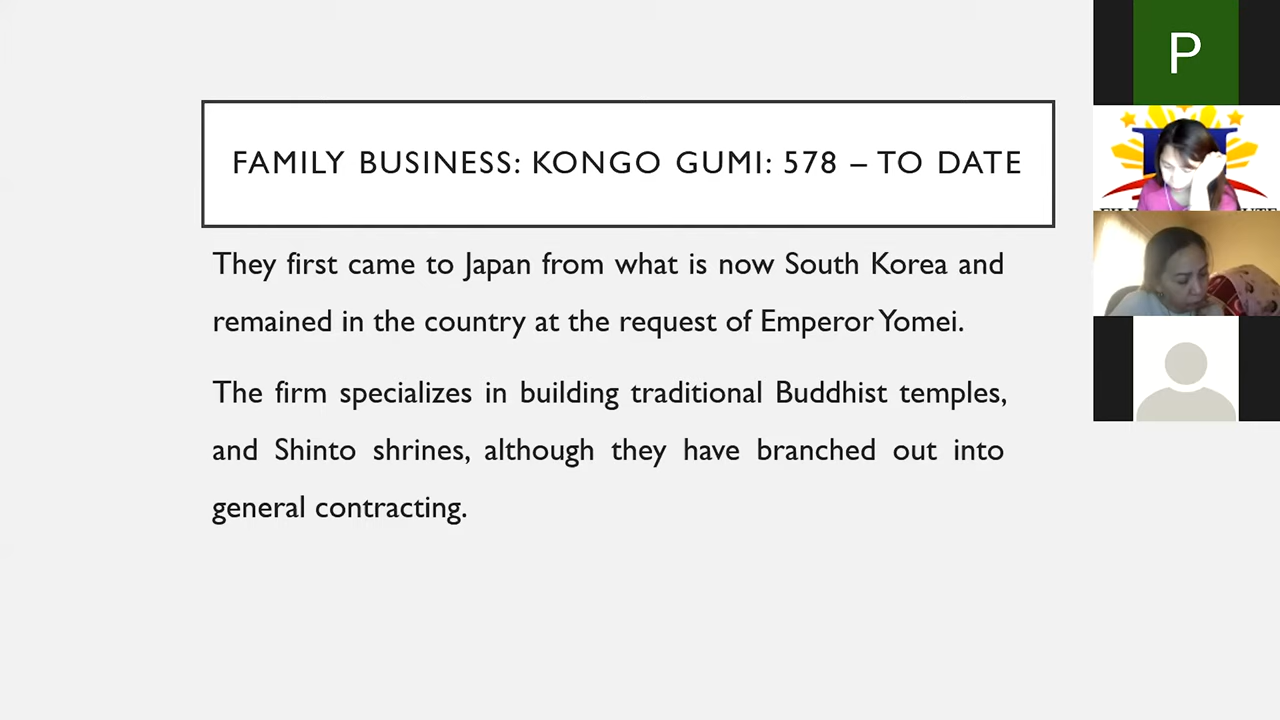 FAMILY BUSINESS: KONGO GUMI: 578 – TO DATE
They first came to Japan from what is now South Korea and
remained in the country at the request of Emperor Yomei.
The firm specializes in building traditional Buddhist temples,
and Shinto shrines, although they have branched out into
general contracting.
P